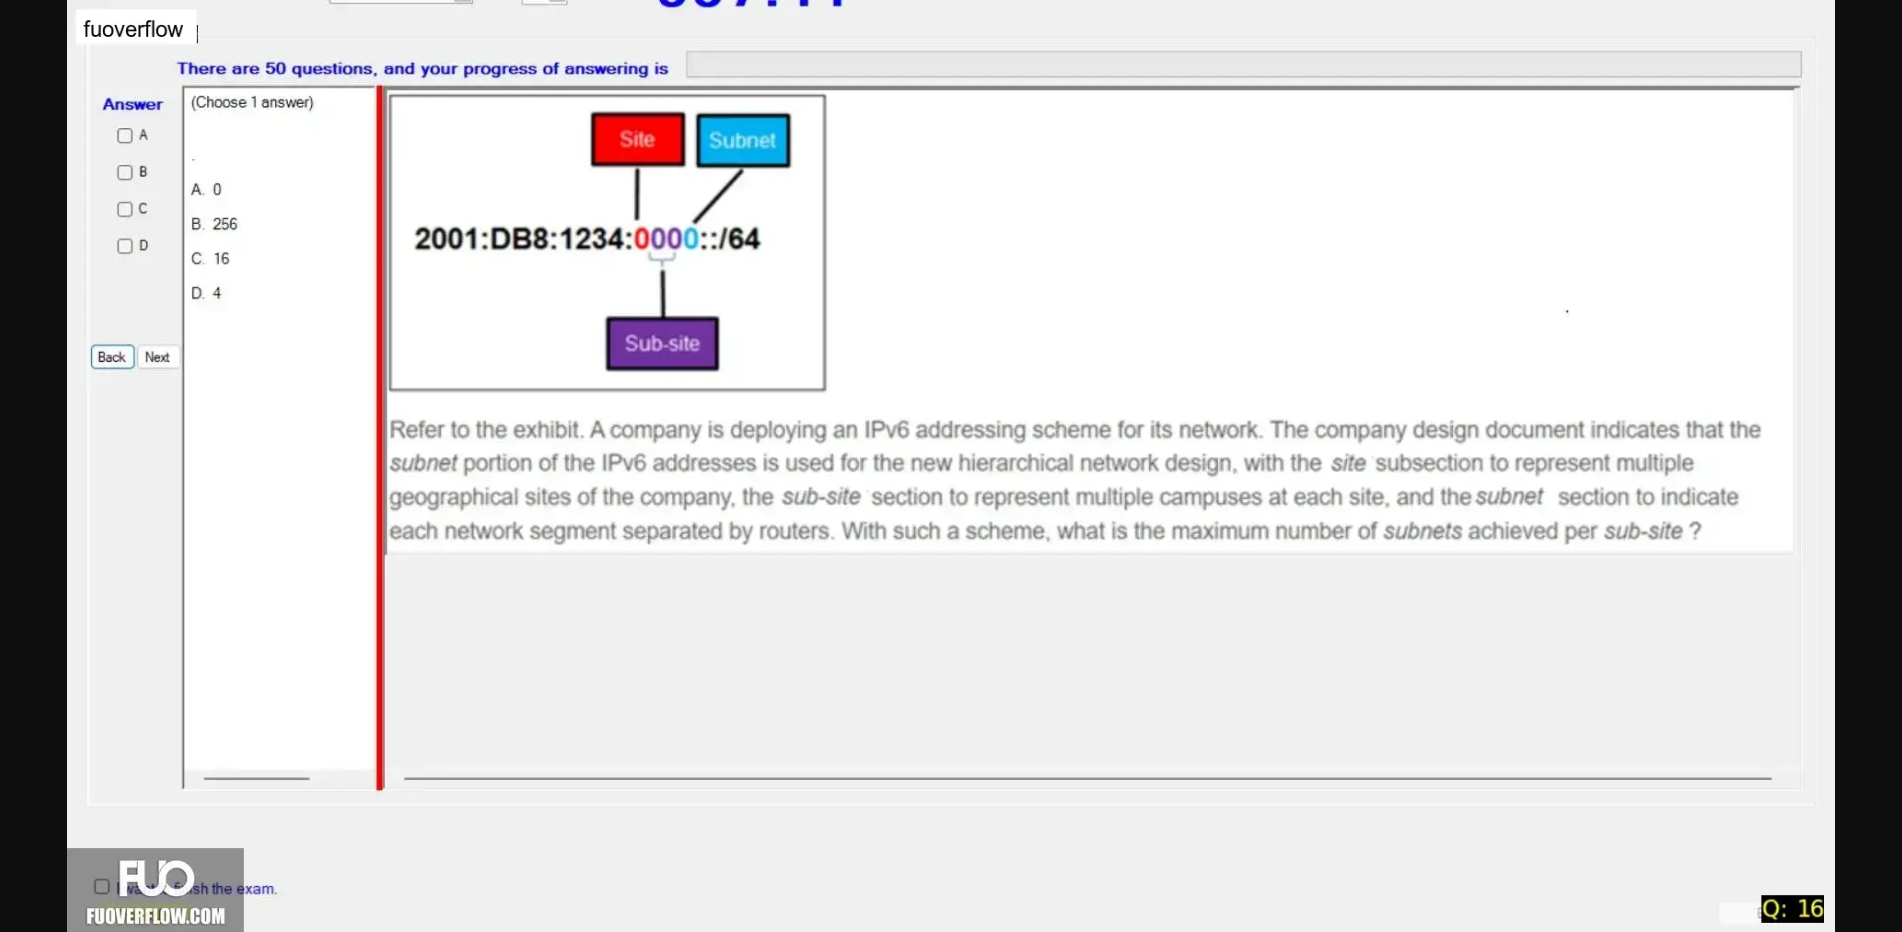 fuoverflow
There are 50 questions, and your progress of answering is
Answer
A
B
C
D
Back Next
(Choose 1 answer)
A. 0
B. 256
C. 16
D. 4
Site Subnet
2001:DB8:1234:0000::/64
Sub-site
Refer to the exhibit. A company is deploying an IPv6 addressing scheme for its network. The company design document indicates that the
subnet portion of the IPv6 addresses is used for the new hierarchical network design, with the site subsection to represent multiple
geographical sites of the company, the sub-site section to represent multiple campuses at each site, and the subnet section to indicate
each network segment separated by routers. With such a scheme, what is the maximum number of subnets achieved per sub-site ?
FUO
sh the exam.
FUOVERFLOW.COM
Q: 16